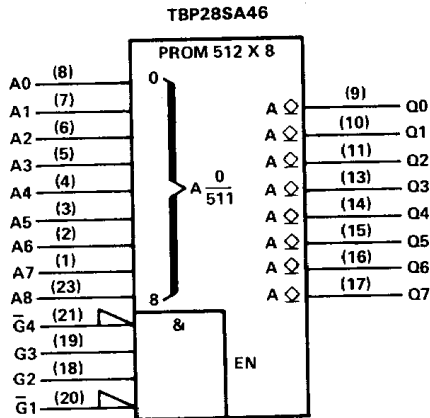 TBP28SA46
PROM 512 X 8
A0 (8) 0
A1 (7)
A2 (6)
A3 (5)
A4 (4)
A5 (3)
A6 (2)
A7 (1)
A8 (23) 8
A 0/511
A (9) Q0
A (10) Q1
A (11) Q2
A (13) Q3
A (14) Q4
A (15) Q5
A (16) Q6
A (17) Q7
G̅4 (21) &
G3 (19)
G2 (18) EN
G̅1 (20)